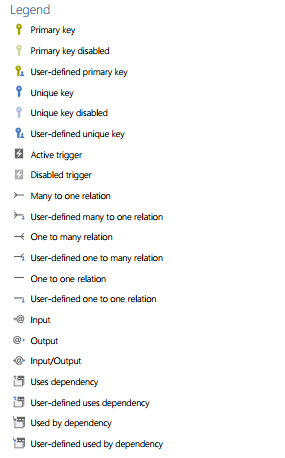 Legend
Primary key
Primary key disabled
User-defined primary key
Unique key
Unique key disabled
User-defined unique key
Active trigger
Disabled trigger
Many to one relation
User-defined many to one relation
One to many relation
User-defined one to many relation
One to one relation
User-defined one to one relation
Input
Output
Input/Output
Uses dependency
User-defined uses dependency
Used by dependency
User-defined used by dependency